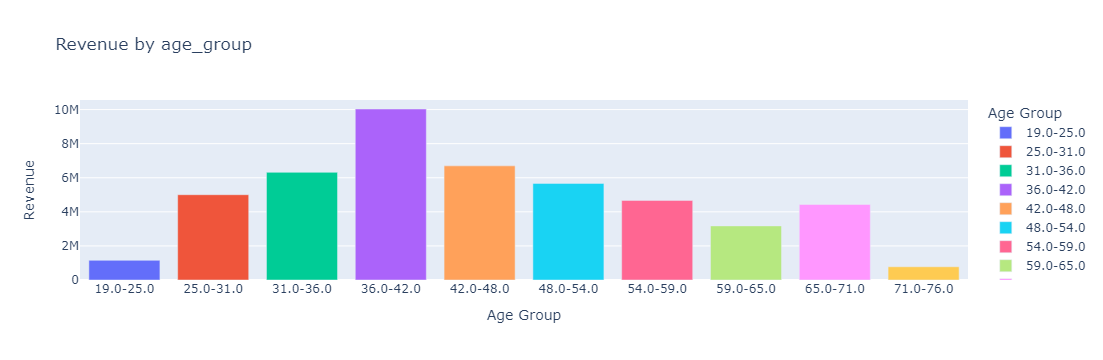 Revenue by age_group
10M
8M
6M
4M
2M
0
Revenue
19.0-25.0
25.0-31.0
31.0-36.0
36.0-42.0
42.0-48.0
48.0-54.0
54.0-59.0
59.0-65.0
65.0-71.0
71.0-76.0
Age Group
Age Group
19.0-25.0
25.0-31.0
31.0-36.0
36.0-42.0
42.0-48.0
48.0-54.0
54.0-59.0
59.0-65.0